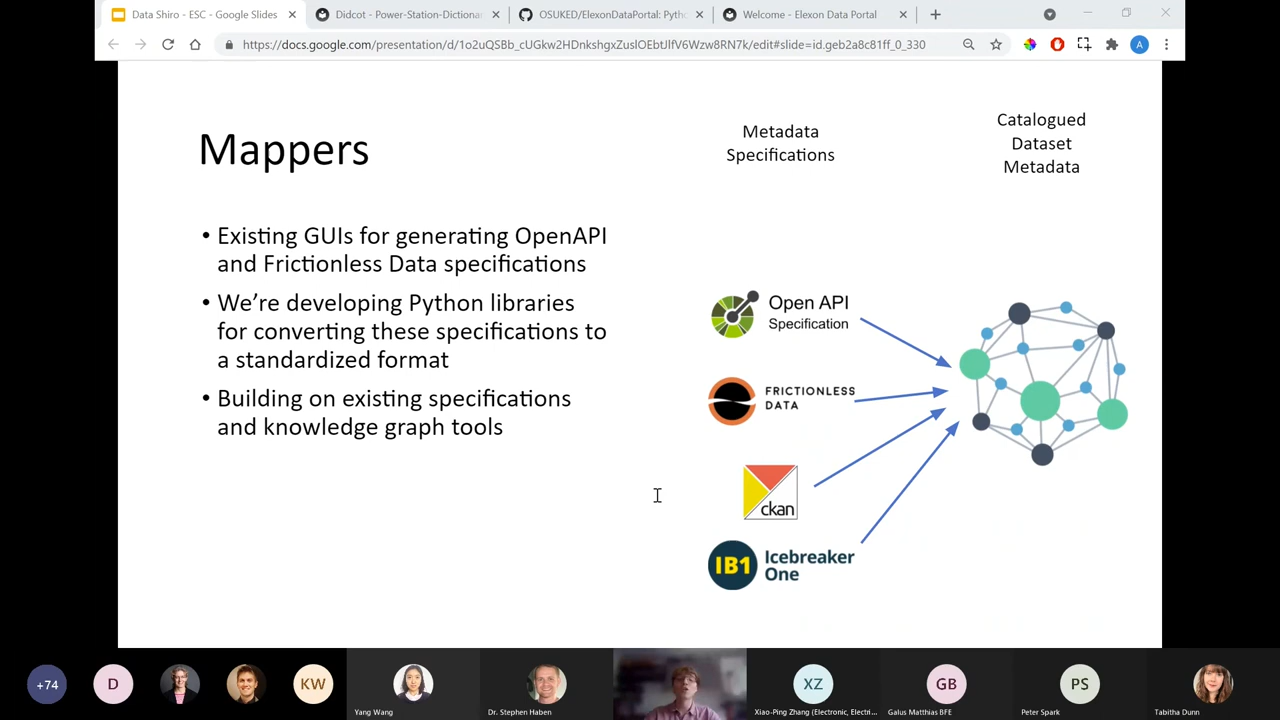 Data Shiro - ESC - Google Slides
Didcot - Power-Station-Dictionar
OSUKED/ElexonDataPortal: Pytho
Welcome - Elexon Data Portal
https://docs.google.com/presentation/d/1o2uQSBb_cUGkw2HDnkshgxZuslOEbtJlfV6Wzw8RN7k/edit#slide=id.geb2a8c81ff_0_330
A
Mappers
Metadata
Specifications
Catalogued
Dataset
Metadata
• Existing GUIs for generating OpenAPI
and Frictionless Data specifications
• We're developing Python libraries
for converting these specifications to
a standardized format
• Building on existing specifications
and knowledge graph tools
Open API
Specification
FRICTIONLESS
DATA
ckan
IB1
Icebreaker
One
+74
D
KW
XZ
GB
PS
Yang Wang
Dr. Stephen Haben
Xiao-Ping Zhang (Electronic, Electri...
Galus Matthias BFE
Peter Spark
Tabitha Dunn